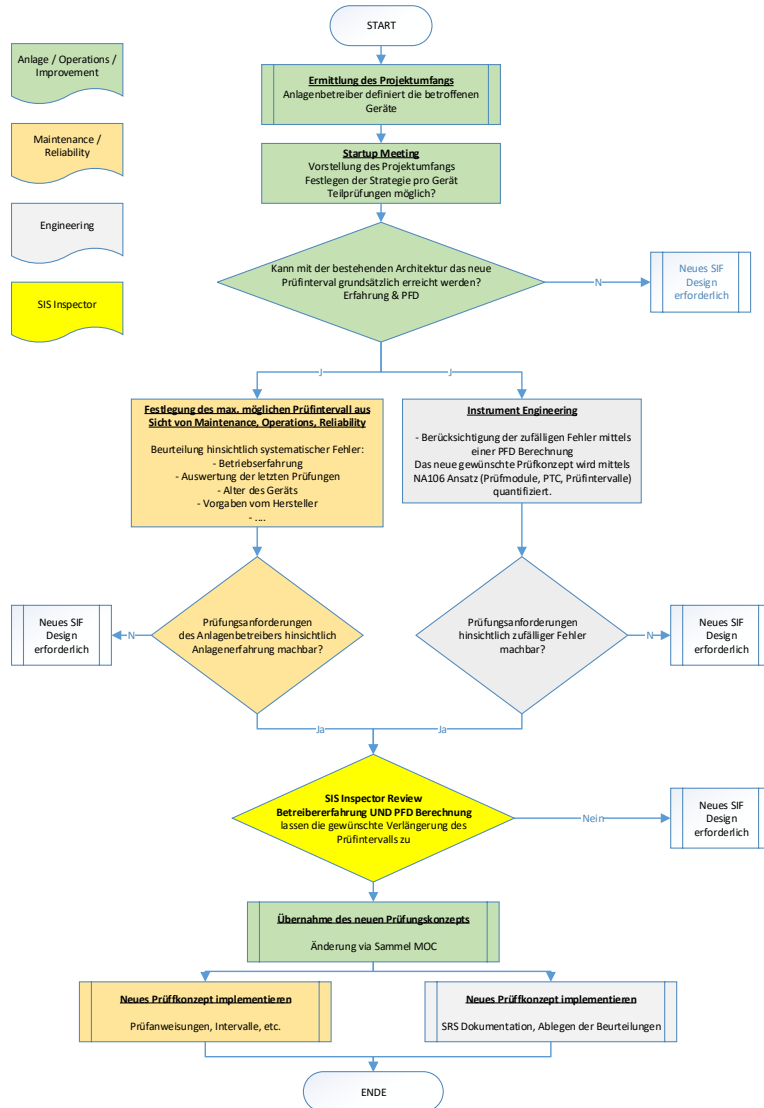 START
Anlage / Operations /
Improvement
Ermittlung des Projektumfangs
Anlagenbetreiber definiert die betroffenen
Geräte
Maintenance /
Reliability
Startup Meeting
Vorstellung des Projektumfangs
Festlegen der Strategie pro Gerät
Teilprüfungen möglich?
Engineering
Kann mit der bestehenden Architektur das neue
Prüfinterval grundsätzlich erreicht werden?
Erfahrung & PFD
N
Neues SIF
Design
erforderlich
SIS Inspector
J
J
Festlegung des max. möglichen Prüfintervall aus
Sicht von Maintenance, Operations, Reliability
Beurteilung hinsichtlich systematischer Fehler:
- Betriebserfahrung
- Auswertung der letzten Prüfungen
- Alter des Geräts
- Vorgaben vom Hersteller
- ....
Instrument Engineering
- Berücksichtigung der zufälligen Fehler mittels
einer PFD Berechnung
Das neue gewünschte Prüfkonzept wird mittels
NA106 Ansatz (Prüfmodule, PTC, Prüfintervalle)
quantifiziert.
Neues SIF
Design
erforderlich
N
Prüfungsanforderungen
des Anlagenbetreibers hinsichtlich
Anlagenerfahrung machbar?
Prüfungsanforderungen
hinsichtlich zufälliger Fehler
machbar?
N
Neues SIF
Design
erforderlich
Ja
Ja
SIS Inspector Review
Betreibererfahrung UND PFD Berechnung
lassen die gewünschte Verlängerung des
Prüfintervalls zu
Nein
Neues SIF
Design
erforderlich
Übernahme des neuen Prüfungskonzepts
Änderung via Sammel MOC
Neues Prüffkonzept implementieren
Prüfanweisungen, Intervalle, etc.
Neues Prüffkonzept implementieren
SRS Dokumentation, Ablegen der Beurteilungen
ENDE